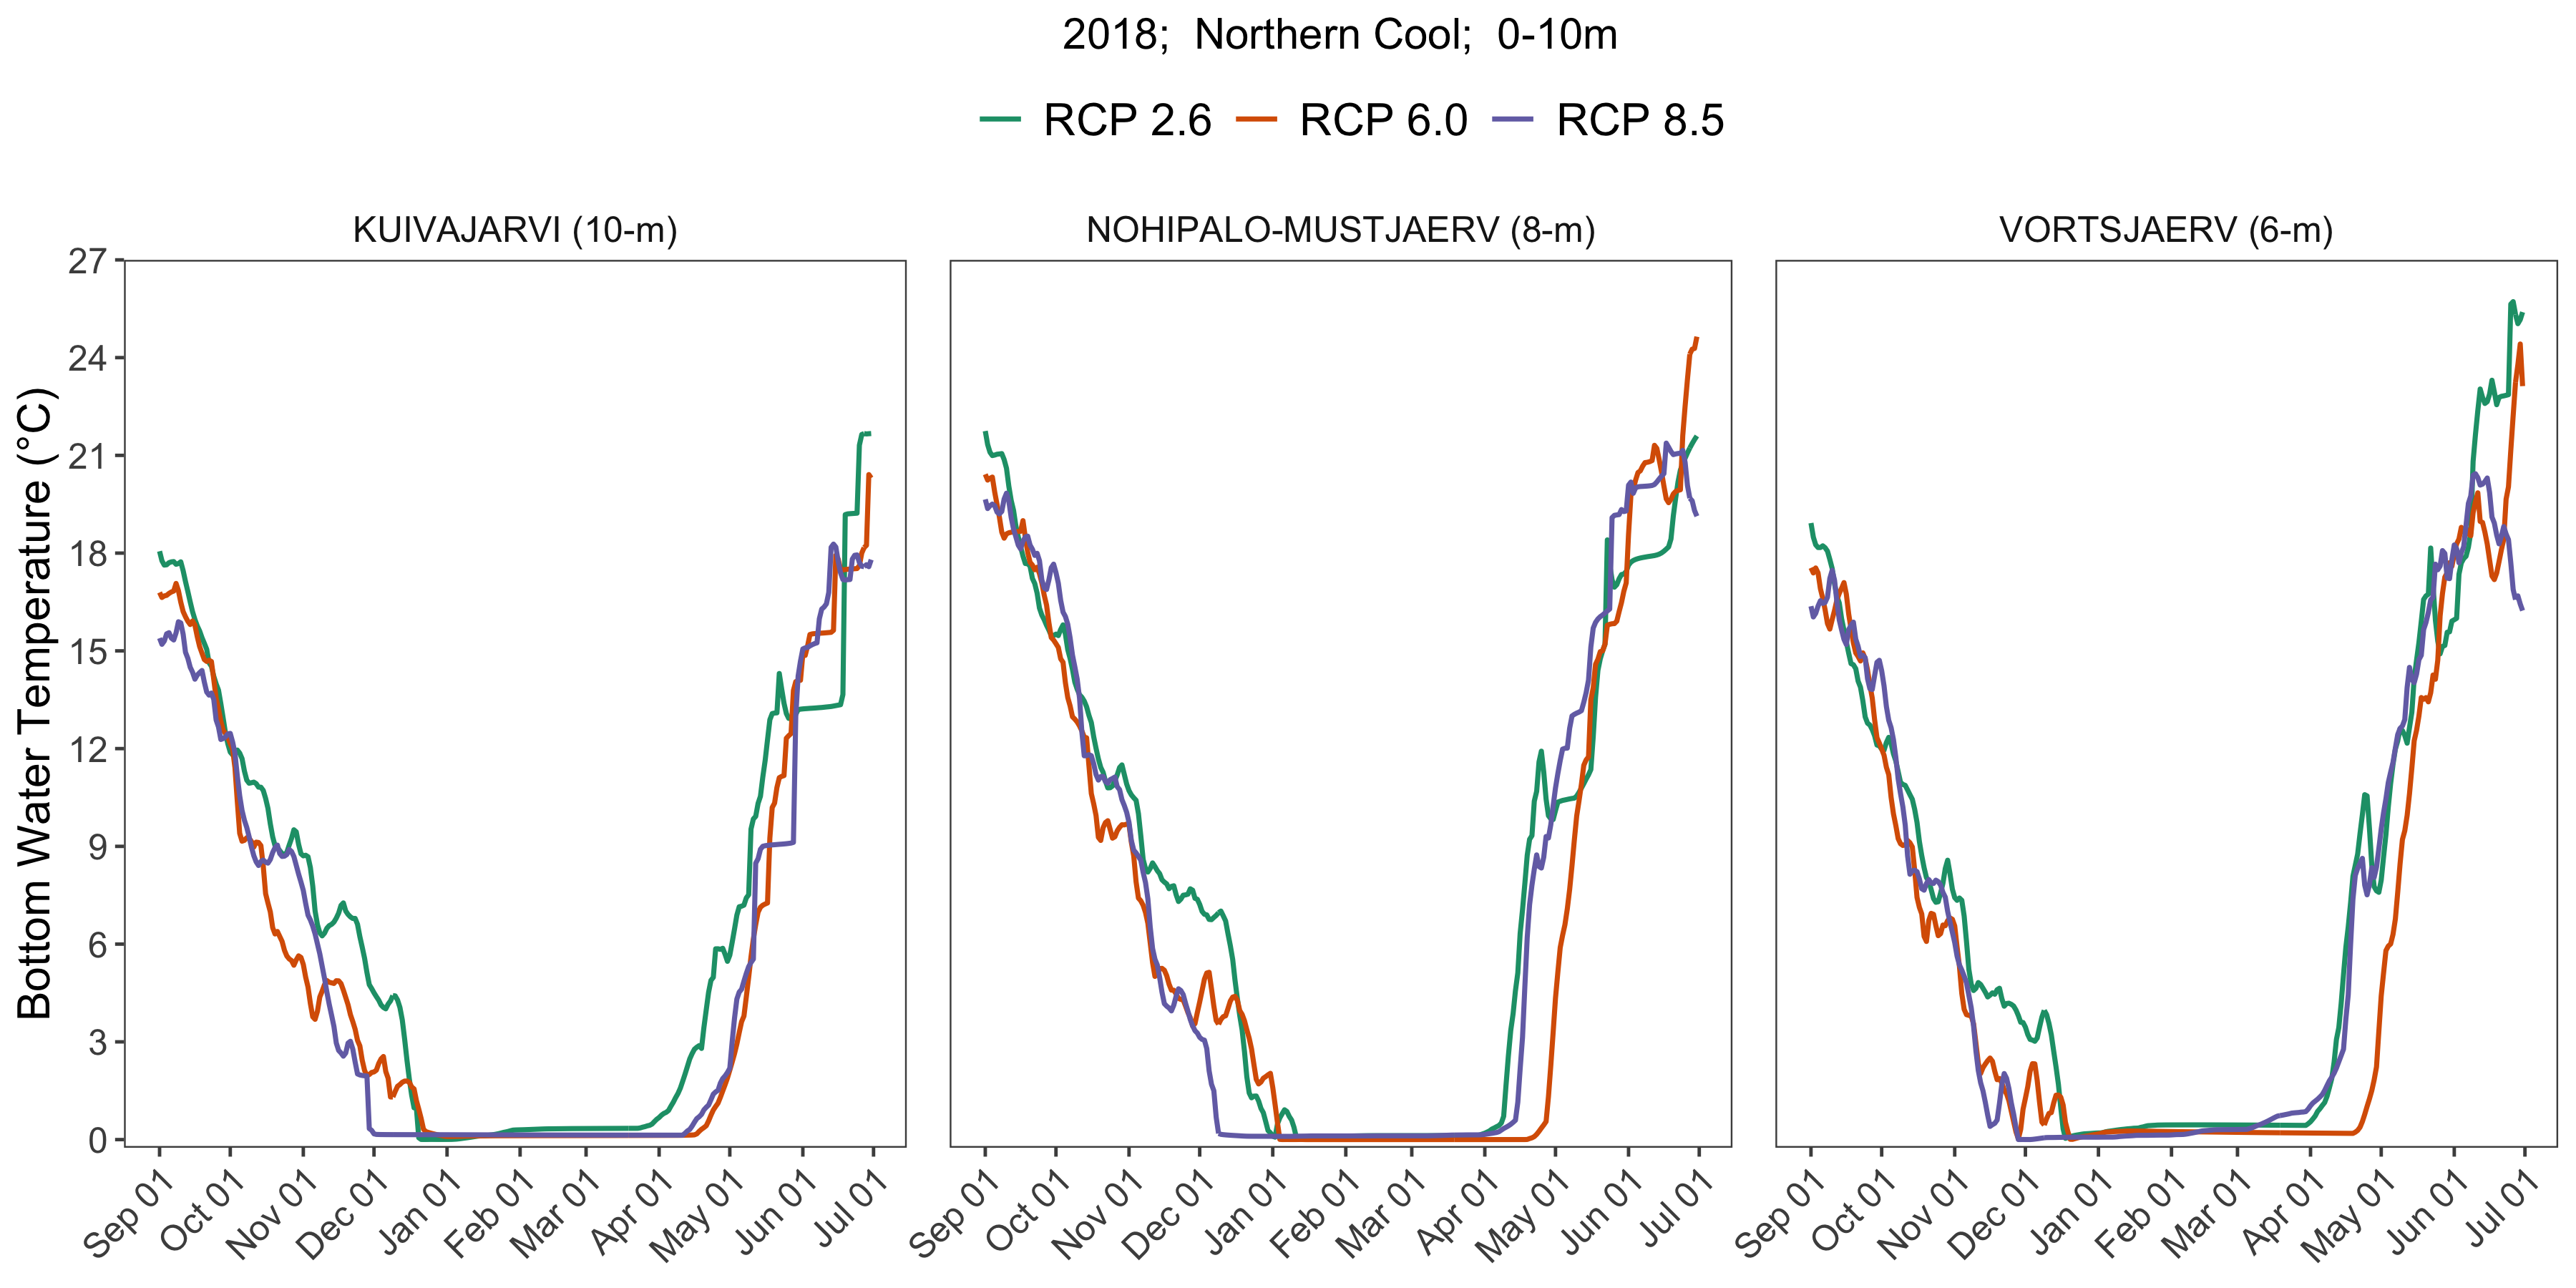 2018;  Northern Cool;  0-10m
RCP 2.6 RCP 6.0 RCP 8.5
KUIVAJARVI (10-m) NOHIPALO-MUSTJAERV (8-m) VORTSJAERV (6-m)
Bottom Water Temperature (°C)
27
24
21
18
15
12
9
6
3
0
Sep 01 Oct 01 Nov 01 Dec 01 Jan 01 Feb 01 Mar 01 Apr 01 May 01 Jun 01 Jul 01 Sep 01 Oct 01 Nov 01 Dec 01 Jan 01 Feb 01 Mar 01 Apr 01 May 01 Jun 01 Jul 01 Sep 01 Oct 01 Nov 01 Dec 01 Jan 01 Feb 01 Mar 01 Apr 01 May 01 Jun 01 Jul 01